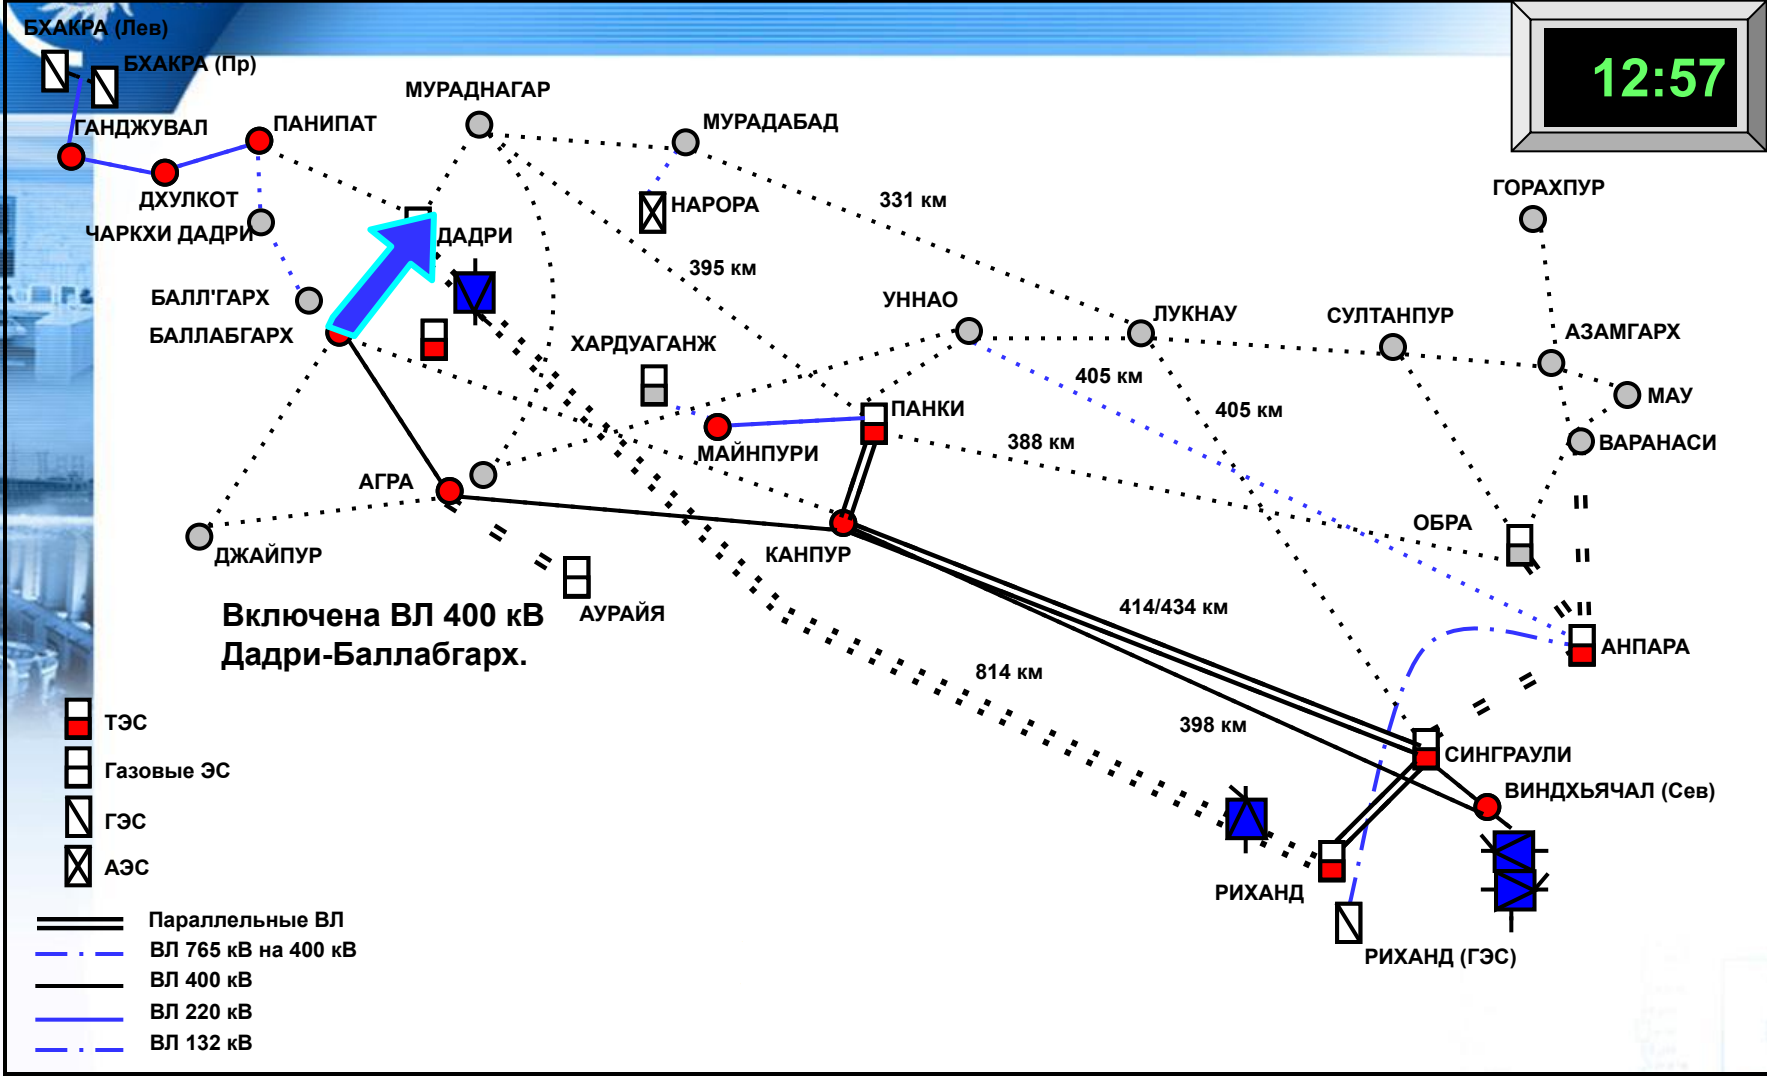 БХАКРА (Лев)
БХАКРА (Пр)
12:57
МУРАДНАГАР
ГАНДЖУВАЛ
ПАНИПАТ
МУРАДАБАД
ДХУЛКОТ
НАРОРА
331 км
ГОРАХПУР
ЧАРКХИ ДАДРИ
ДАДРИ
395 км
БАЛЛ'ГАРХ
УННАО
ЛУКНАУ
СУЛТАНПУР
АЗАМГАРХ
БАЛЛАБГАРХ
ХАРДУАГАНЖ
405 км
МАУ
ПАНКИ
405 км
388 км
ВАРАНАСИ
МАЙНПУРИ
АГРА
ОБРА
ДЖАЙПУР
КАНПУР
Включена ВЛ 400 кВ
Дадри-Баллабгарх.
АУРАЙЯ
414/434 км
АНПАРА
814 км
398 км
ТЭС
СИНГРАУЛИ
Газовые ЭС
ВИНДХЬЯЧАЛ (Сев)
ГЭС
АЭС
РИХАНД
РИХАНД (ГЭС)
Параллельные ВЛ
ВЛ 765 кВ на 400 кВ
ВЛ 400 кВ
ВЛ 220 кВ
ВЛ 132 кВ